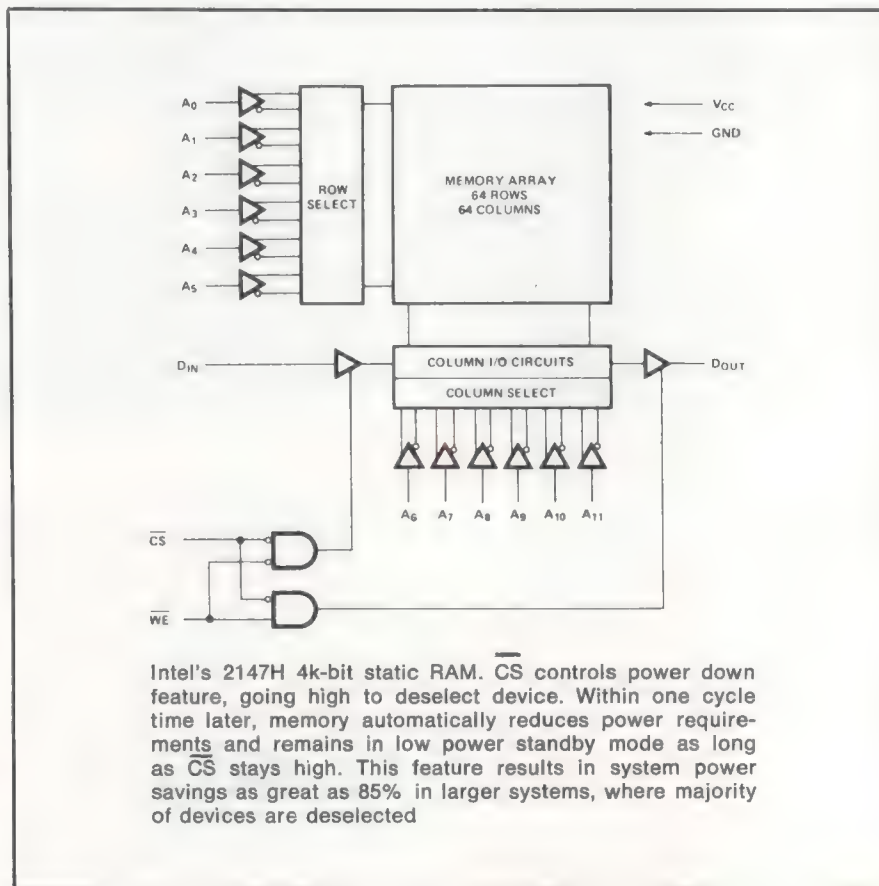 A0
A1
A2
A3
A4
A5
ROW
SELECT
MEMORY ARRAY
64 ROWS
64 COLUMNS
VCC
GND
DIN
COLUMN I/O CIRCUITS
COLUMN SELECT
DOUT
A6 A7 A8 A9 A10 A11
C̅S̅
W̅E̅
Intel's 2147H 4k-bit static RAM. C̅S̅ controls power down
feature, going high to deselect device. Within one cycle
time later, memory automatically reduces power require-
ments and remains in low power standby mode as long
as C̅S̅ stays high. This feature results in system power
savings as great as 85% in larger systems, where majority
of devices are deselected